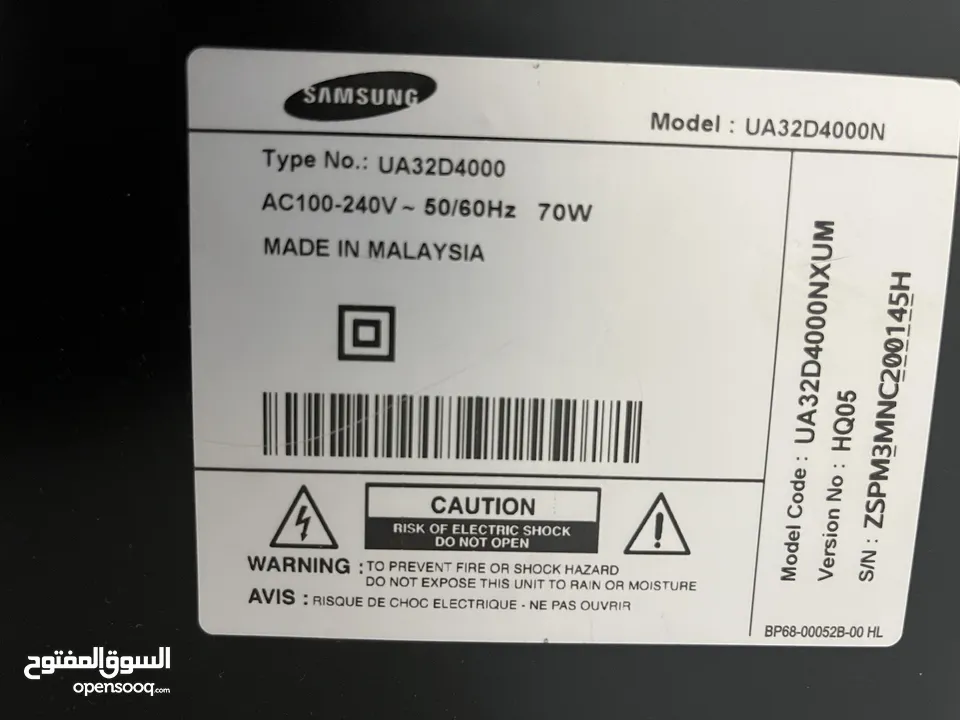 SAMSUNG
Model : UA32D4000N
Type No.: UA32D4000
AC100-240V ~ 50/60Hz 70W
MADE IN MALAYSIA
CAUTION
RISK OF ELECTRIC SHOCK
DO NOT OPEN
WARNING : TO PREVENT FIRE OR SHOCK HAZARD
DO NOT EXPOSE THIS UNIT TO RAIN OR MOISTURE
AVIS : RISQUE DE CHOC ELECTRIQUE - NE PAS OUVRIR
Model Code : UA32D4000NXUM
Version No : HQ05
S/N : ZSPM3MNC200145H
BP68-00052B-00 HL
السوق المفتوح
opensooq.com